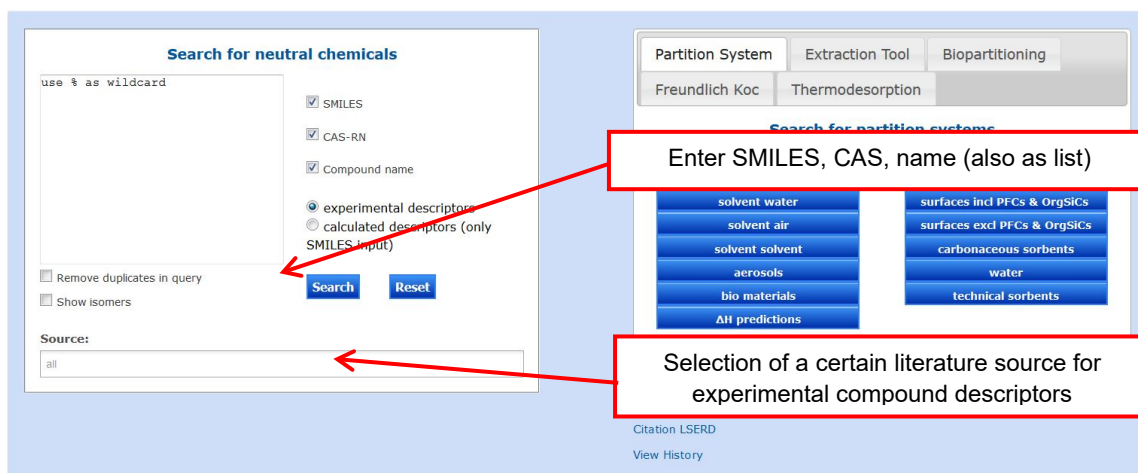 Search for neutral chemicals
use % as wildcard
SMILES
CAS-RN
Compound name
experimental descriptors
calculated descriptors (only
SMILES input)
Remove duplicates in query
Show isomers
Search Reset
Source:
all
Partition System Extraction Tool Biopartitioning
Freundlich Koc Thermodesorption
Search for partition systems
Enter SMILES, CAS, name (also as list)
solvent water surfaces incl PFCs & OrgSiCs
solvent air surfaces excl PFCs & OrgSiCs
solvent solvent carbonaceous sorbents
aerosols water
bio materials technical sorbents
ΔH predictions
Selection of a certain literature source for
experimental compound descriptors
Citation LSERD
View History